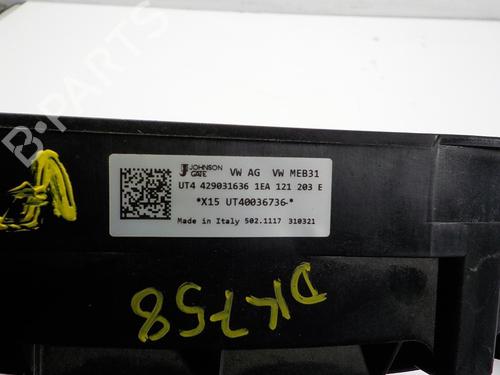 JOHNSON
GATE
VW AG VW MEB31
UT4 429031636 1EA 121 203 E
*X15 UT40036736-*
Made in Italy 502.1117 310321
DK758
B-PARTS